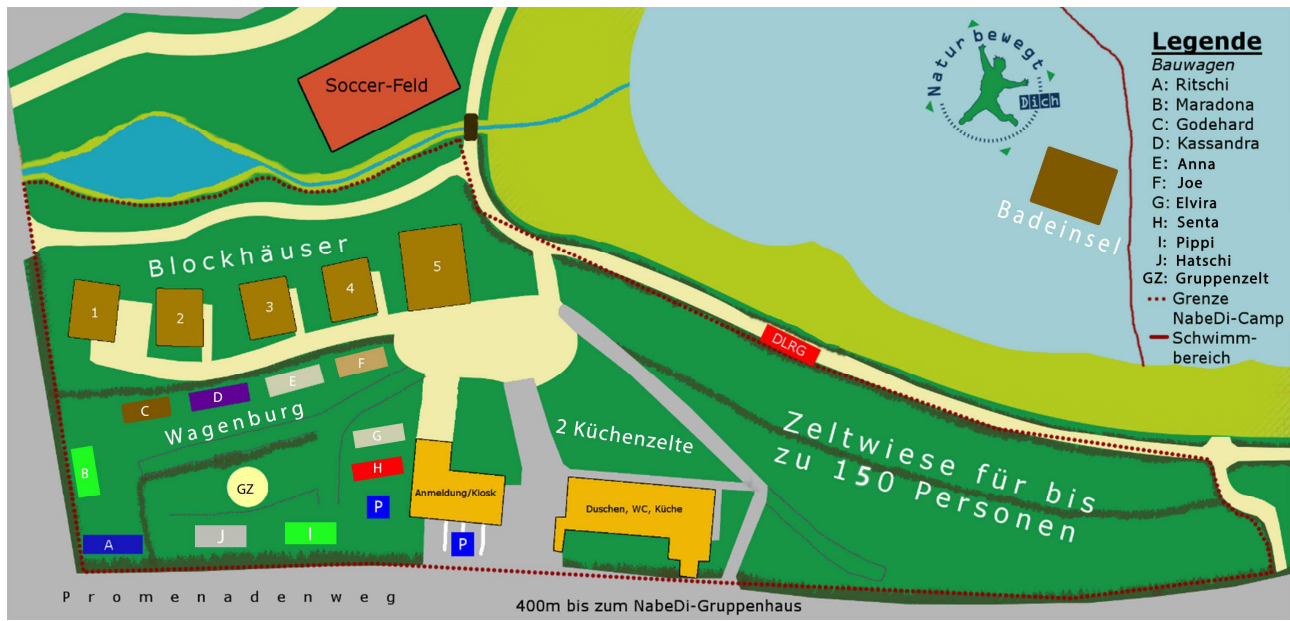 Soccer-Feld
Natur bewegt
Dich
Legende
Bauwagen
A: Ritschi
B: Maradona
C: Godehard
D: Kassandra
E: Anna
F: Joe
G: Elvira
H: Senta
I: Pippi
J: Hatschi
GZ: Gruppenzelt
Grenze
NabeDi-Camp
Schwimm-
bereich
Badeinsel
Blockhäuser
1
2
3
4
5
DLRG
F
E
D
C
Wagenburg
B
G
H
GZ
P
A
J
I
Anmeldung/Kiosk
P
2 Küchenzelte
Duschen, WC, Küche
Zeltwiese für bis
zu 150 Personen
Promenadenweg
400m bis zum NabeDi-Gruppenhaus